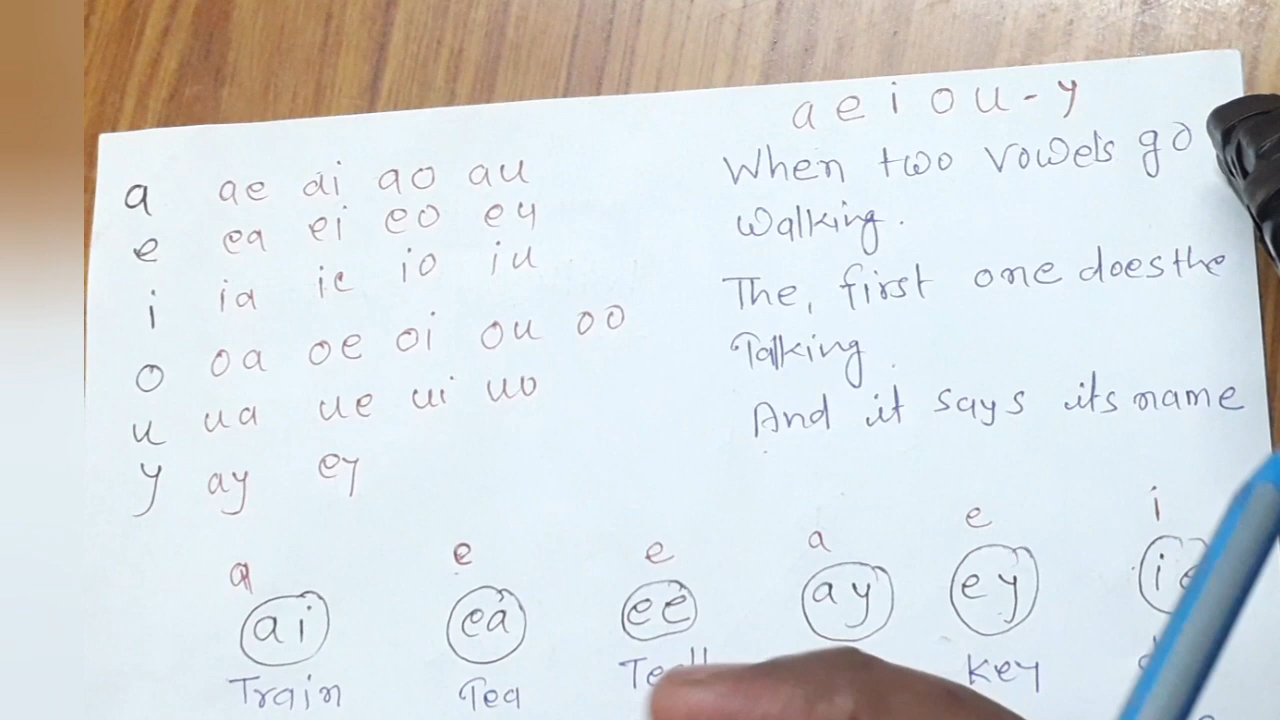 a e i o u - y
When two vowels go
walking.
The, first one does the
Talking.
And it says its name
a ae ai ao au
e ea ei eo ey
i ia ie io iu
o oa oe oi ou oo
u ua ue ui uo
y ay ey
a e e a e i
ai ea ee ay ey
Train Tea Key